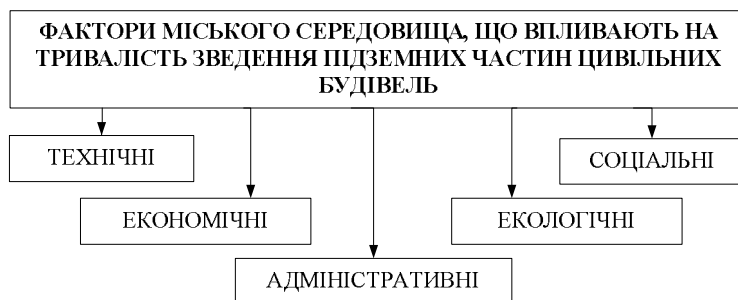 ФАКТОРИ МІСЬКОГО СЕРЕДОВИЩА, ЩО ВПЛИВАЮТЬ НА
ТРИВАЛІСТЬ ЗВЕДЕННЯ ПІДЗЕМНИХ ЧАСТИН ЦИВІЛЬНИХ
БУДІВЕЛЬ
ТЕХНІЧНІ
СОЦІАЛЬНІ
ЕКОНОМІЧНІ
ЕКОЛОГІЧНІ
АДМІНІСТРАТИВНІ